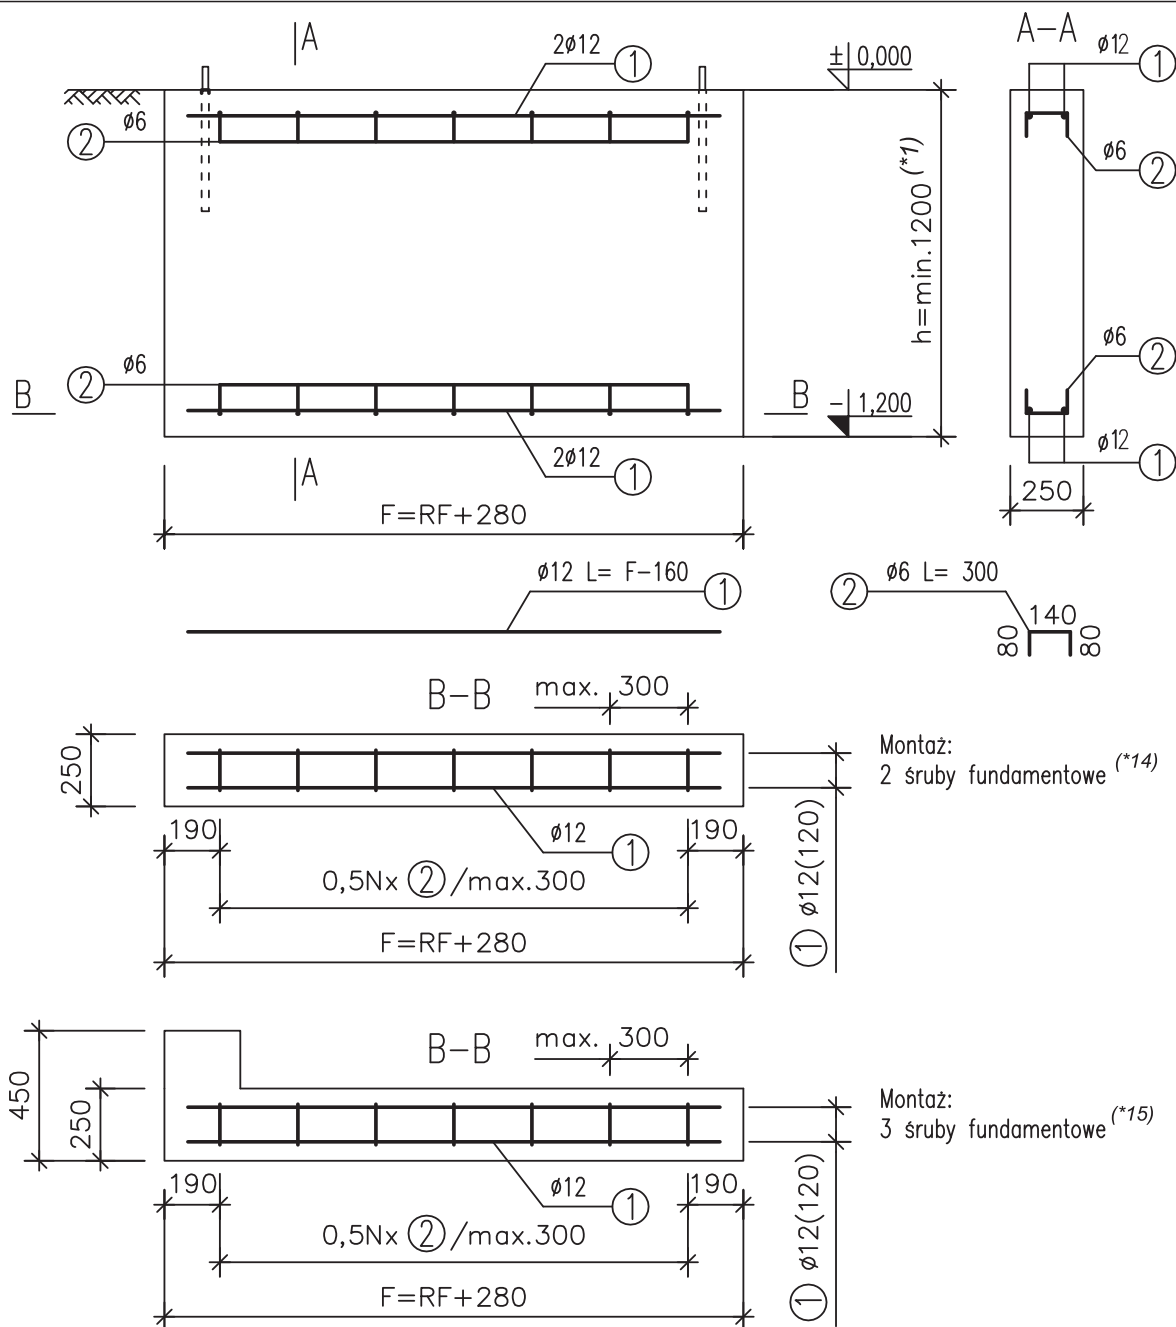 A
2ø12 1
± 0,000
A–A
ø12 1
ø6
2
ø6
2
h=min.1200 (*1)
ø6
2
B
B
– 1,200
ø6
2
ø12
1
2ø12 1
A
250
F=RF+280
ø12 L= F–160 1
2 ø6 L= 300
80 140 80
B–B
max. 300
250
Montaż:
2 śruby fundamentowe (*14)
190
ø12 1
190
0,5Nx 2 /max.300
1 ø12(120)
F=RF+280
B–B
max. 300
450
250
Montaż:
3 śruby fundamentowe (*15)
190
ø12 1
190
0,5Nx 2 /max.300
1 ø12(120)
F=RF+280